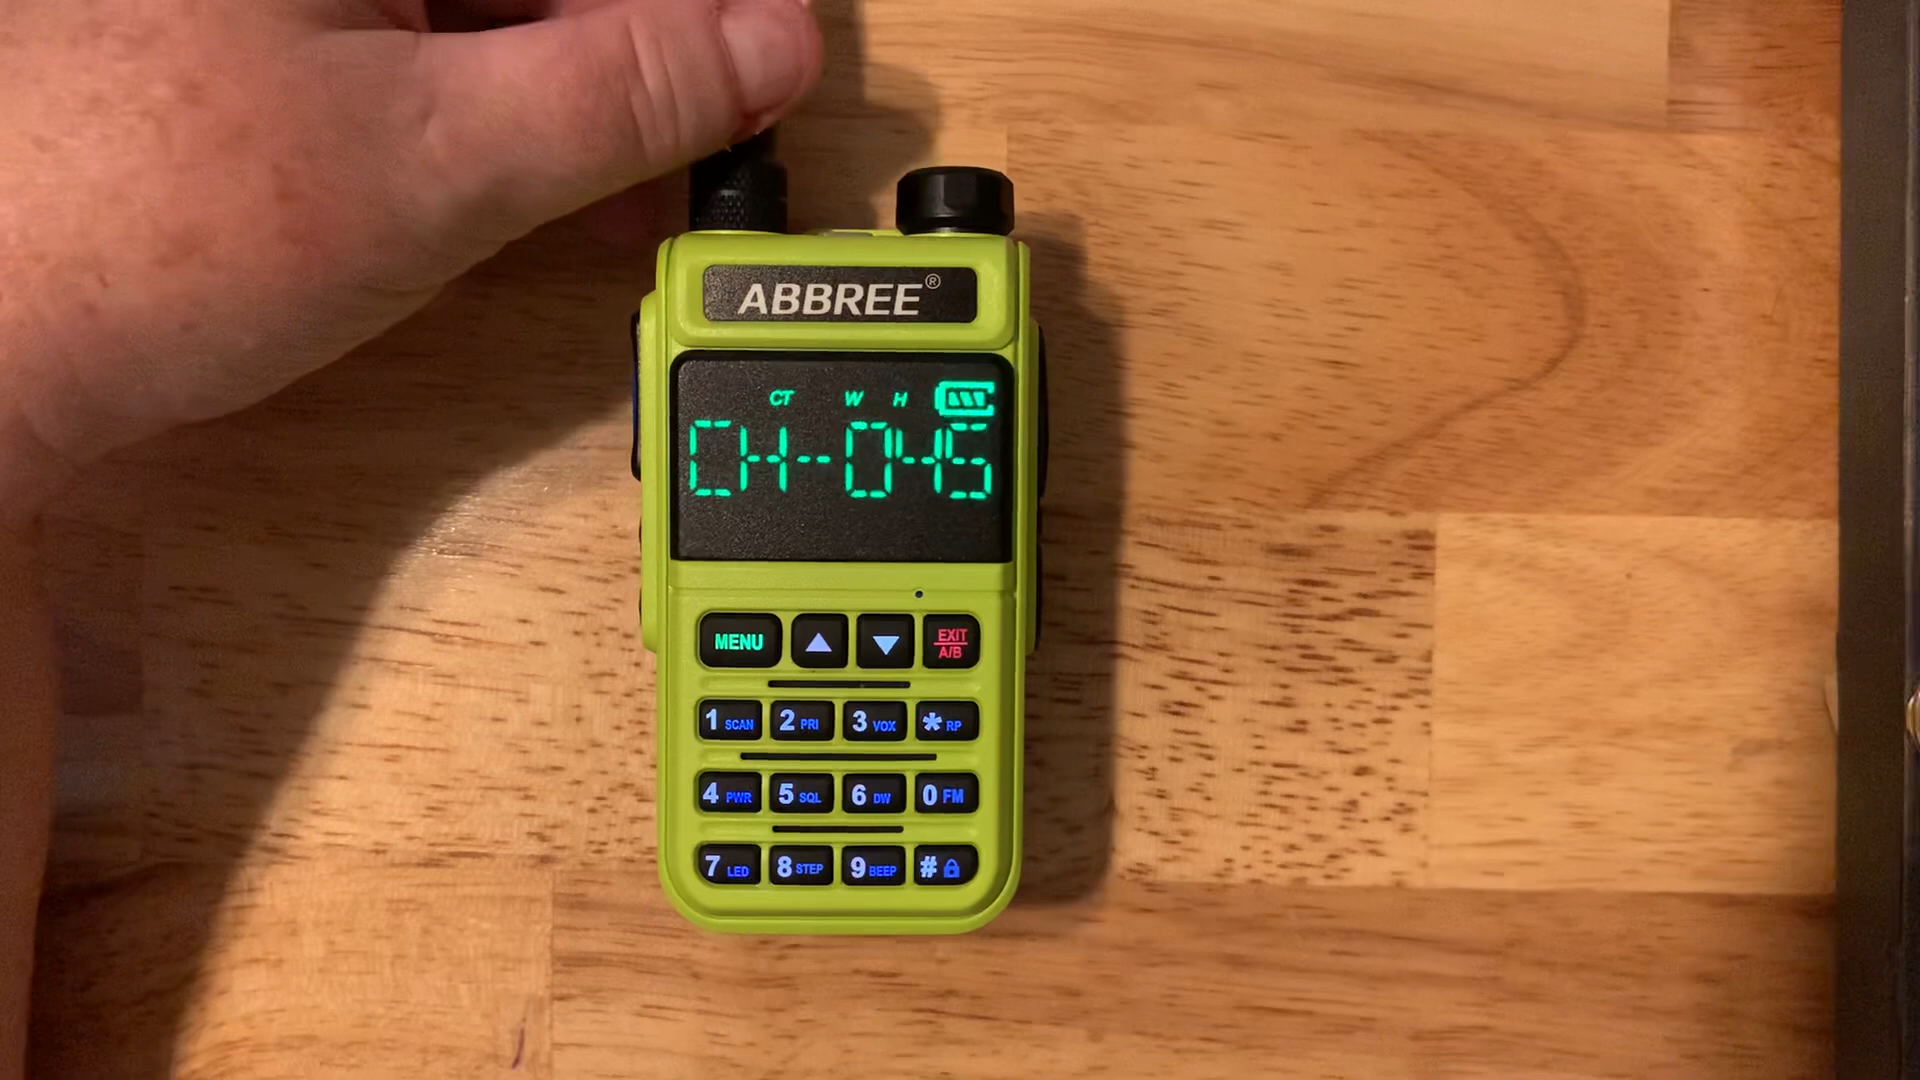 ABBREE®
CT W H
CH--045
MENU ▲ ▼ EXIT A/B
1 SCAN 2 PRI 3 VOX * RP
4 PWR 5 SQL 6 DW 0 FM
7 LED 8 STEP 9 BEEP #